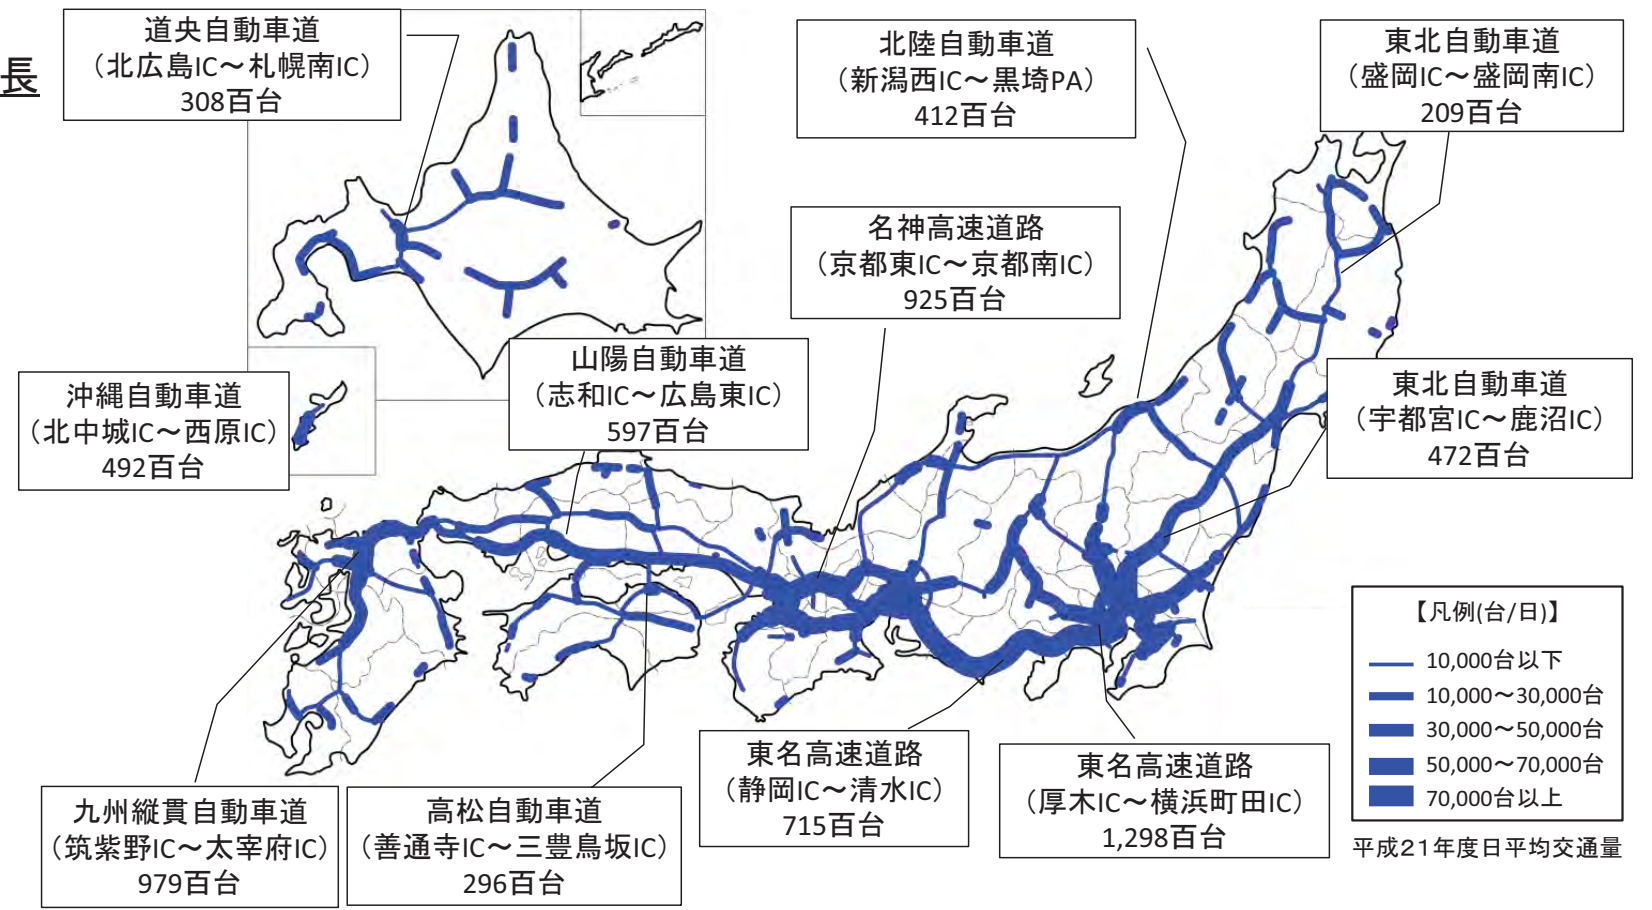 長
道央自動車道
（北広島IC～札幌南IC）
308百台
北陸自動車道
（新潟西IC～黒埼PA）
412百台
東北自動車道
（盛岡IC～盛岡南IC）
209百台
名神高速道路
（京都東IC～京都南IC）
925百台
山陽自動車道
（志和IC～広島東IC）
597百台
沖縄自動車道
（北中城IC～西原IC）
492百台
東北自動車道
（宇都宮IC～鹿沼IC）
472百台
【凡例(台/日)】
10,000台以下
10,000～30,000台
30,000～50,000台
50,000～70,000台
70,000台以上
平成２１年度日平均交通量
東名高速道路
（静岡IC～清水IC）
715百台
東名高速道路
（厚木IC～横浜町田IC）
1,298百台
九州縦貫自動車道
（筑紫野IC～太宰府IC）
979百台
高松自動車道
（善通寺IC～三豊鳥坂IC）
296百台